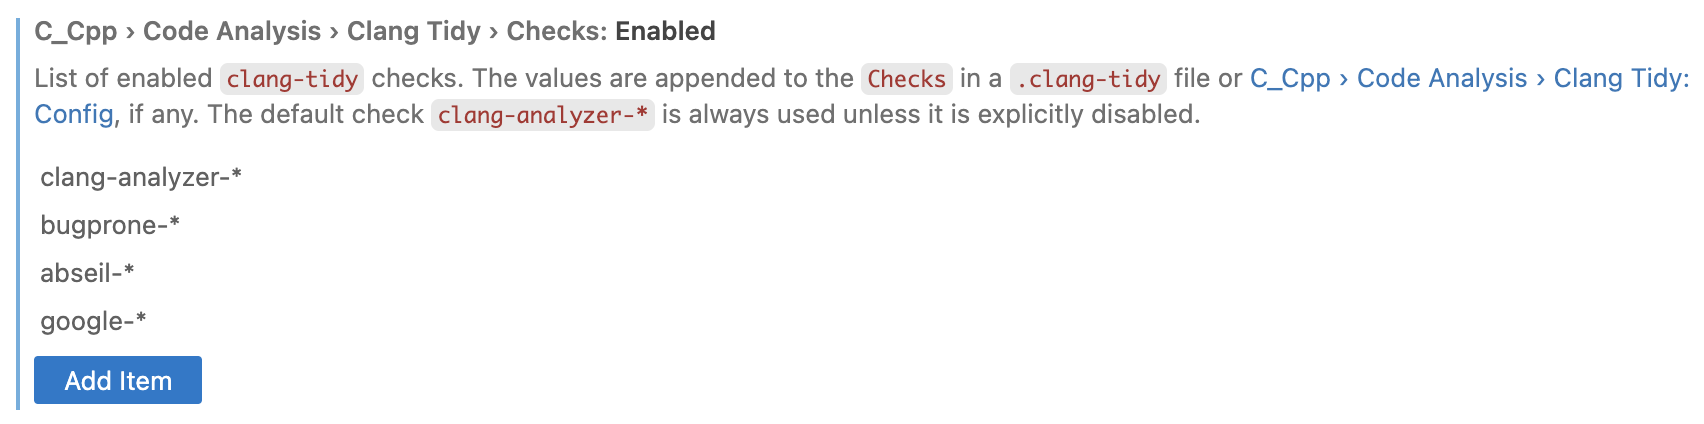 C_Cpp › Code Analysis › Clang Tidy › Checks: Enabled
List of enabled clang-tidy checks. The values are appended to the Checks in a .clang-tidy file or C_Cpp › Code Analysis › Clang Tidy:
Config, if any. The default check clang-analyzer-* is always used unless it is explicitly disabled.
clang-analyzer-*
bugprone-*
abseil-*
google-*
Add Item